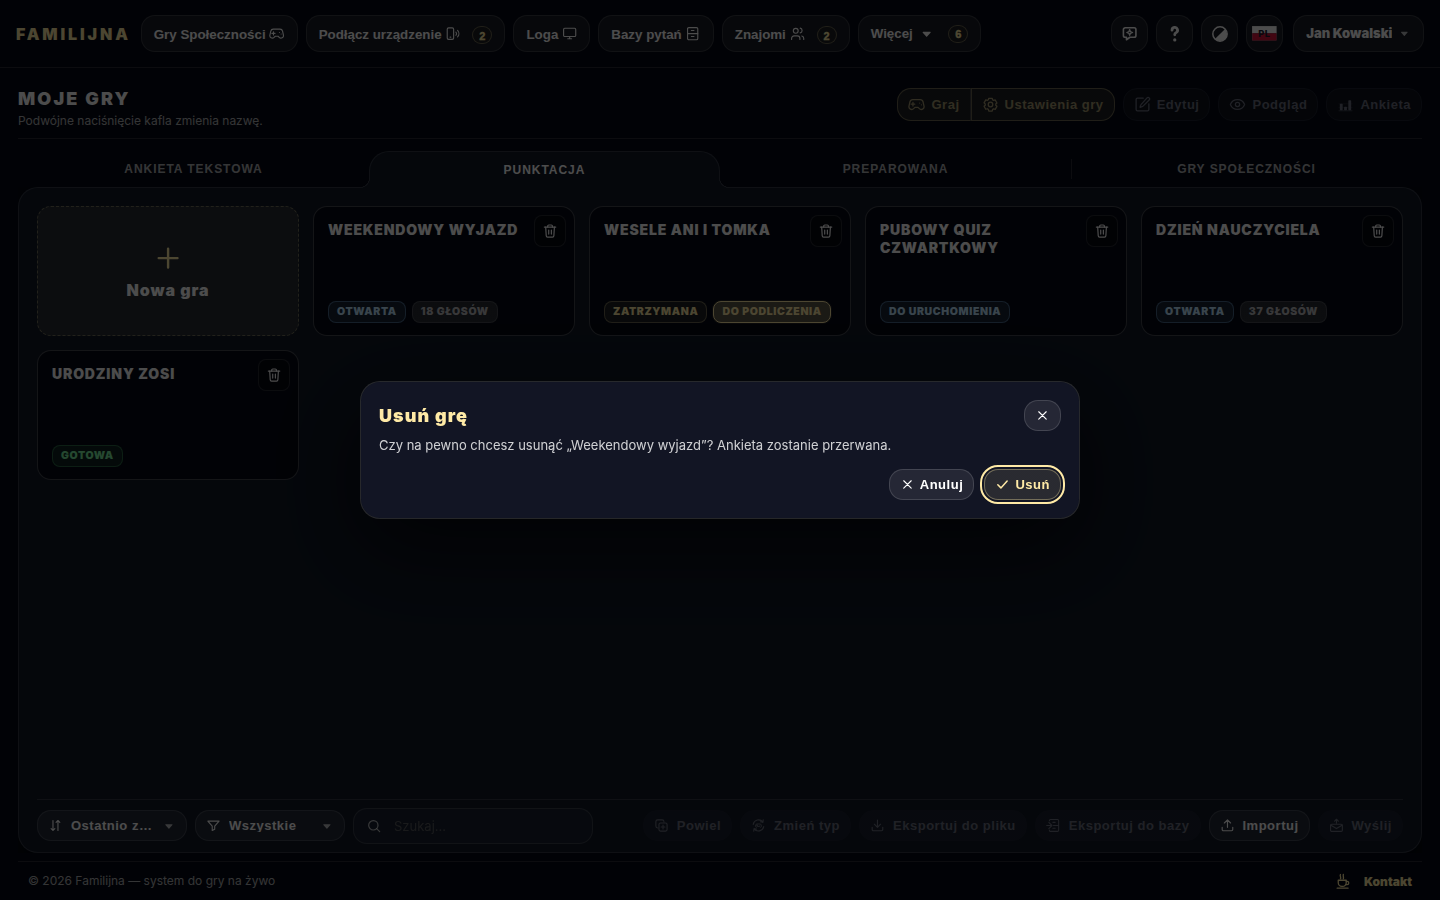 FAMILIJNA
Gry Społeczności
Podłącz urządzenie 2
Loga
Bazy pytań
Znajomi 2
Więcej 6
?
PL
Jan Kowalski
MOJE GRY
Podwójne naciśnięcie kafla zmienia nazwę.
Graj
Ustawienia gry
Edytuj
Podgląd
Ankieta
ANKIETA TEKSTOWA
PUNKTACJA
PREPAROWANA
GRY SPOŁECZNOŚCI
Nowa gra
WEEKENDOWY WYJAZD
OTWARTA
18 GŁOSÓW
WESELE ANI I TOMKA
ZATRZYMANA
DO PODLICZENIA
PUBOWY QUIZ
CZWARTKOWY
DO URUCHOMIENIA
DZIEŃ NAUCZYCIELA
OTWARTA
37 GŁOSÓW
URODZINY ZOSI
GOTOWA
Usuń grę
Czy na pewno chcesz usunąć „Weekendowy wyjazd”? Ankieta zostanie przerwana.
Anuluj
Usuń
Ostatnio z...
Wszystkie
Szukaj...
Powiel
Zmień typ
Eksportuj do pliku
Eksportuj do bazy
Importuj
Wyślij
© 2026 Familijna — system do gry na żywo
Kontakt